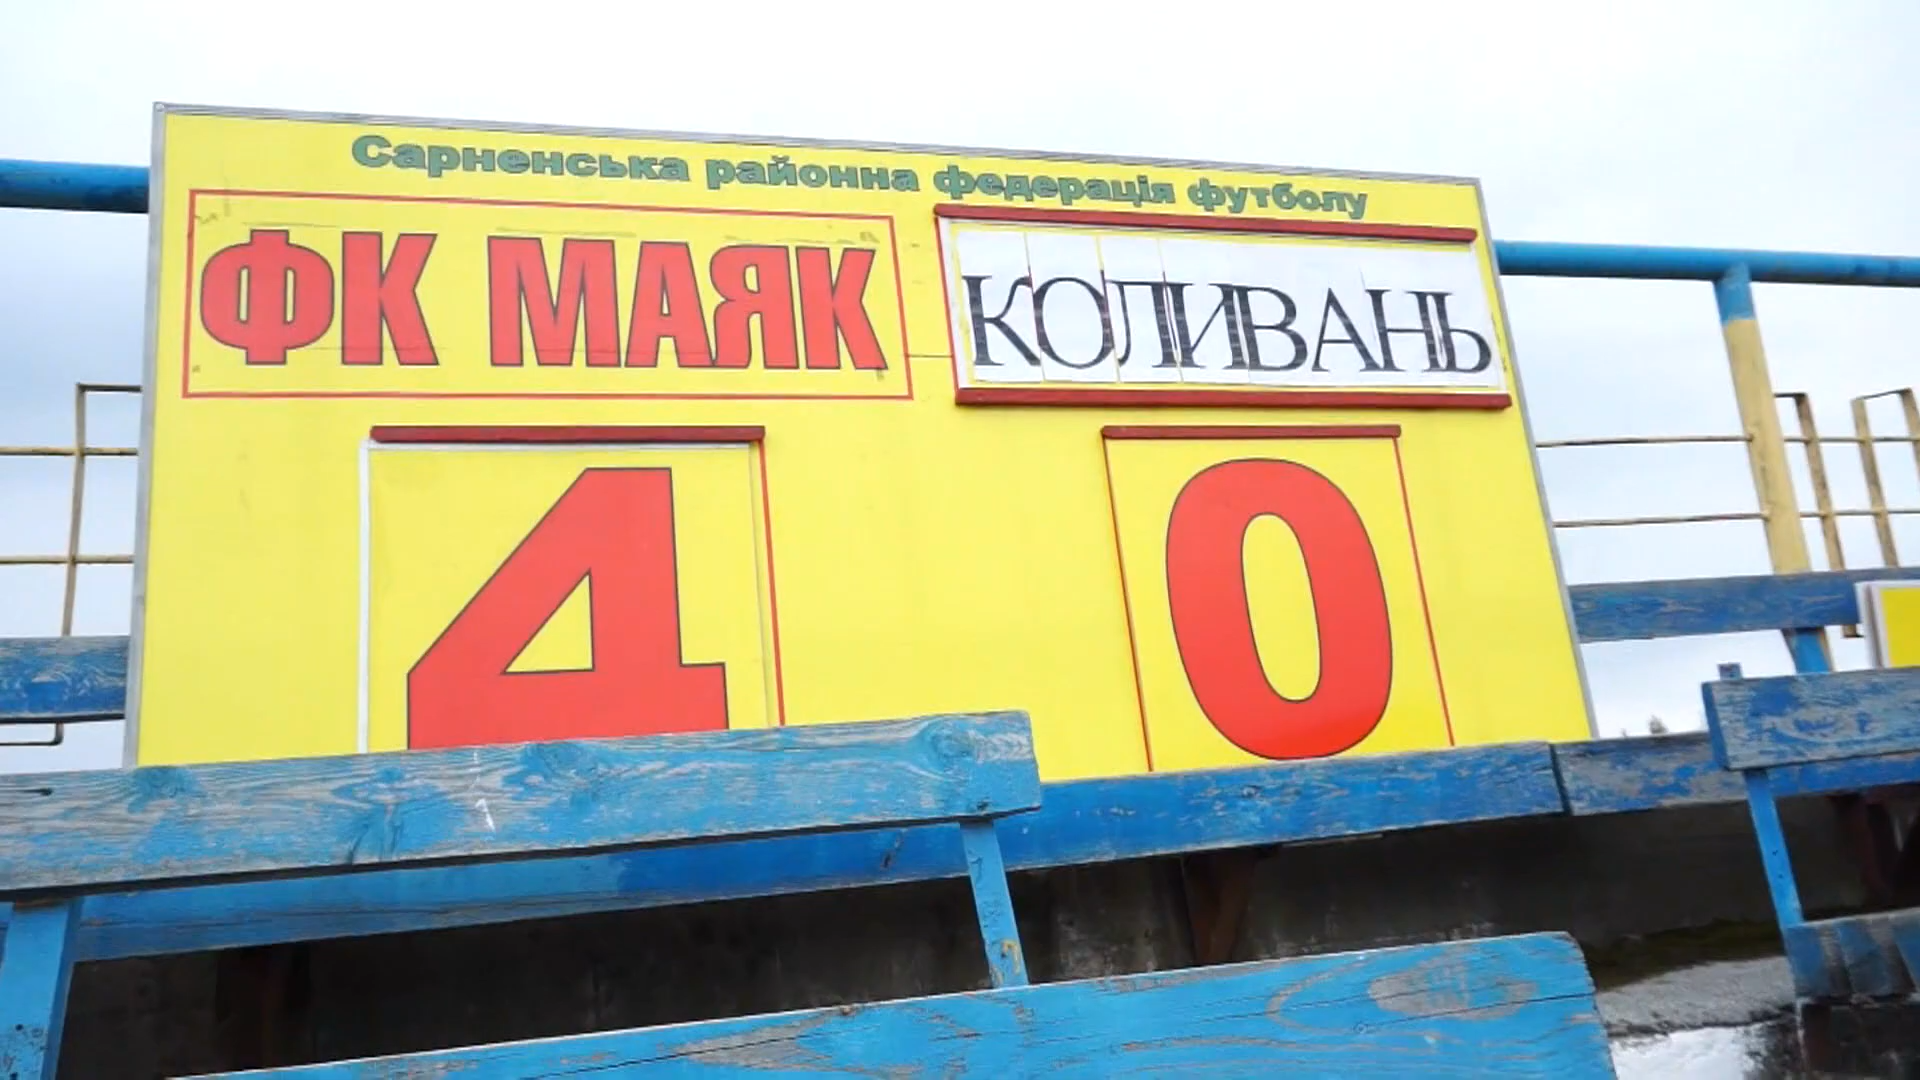 Сарненська районна федерація футболу
ФК МАЯК КОЛИВАНЬ
4 0